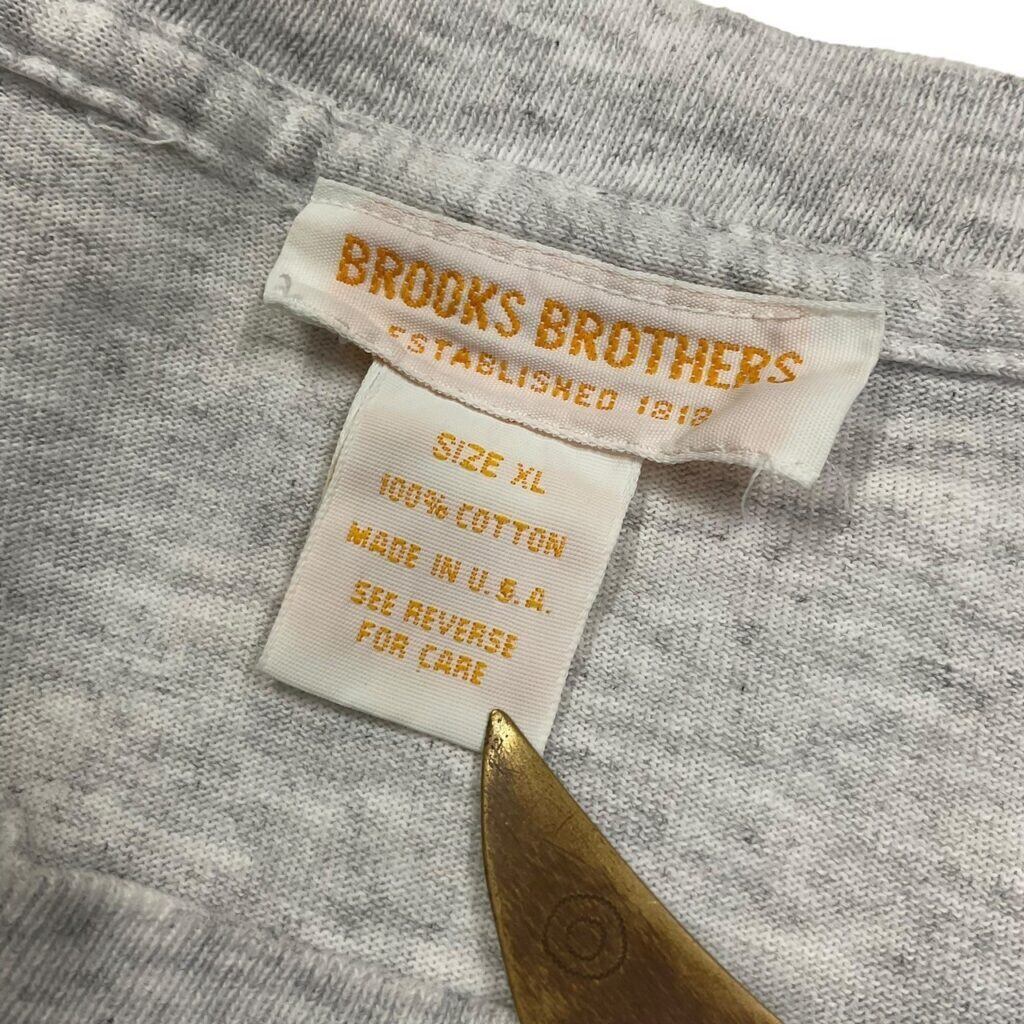 BROOKS BROTHERS
ESTABLISHED 1818
SIZE XL
100% COTTON
MADE IN U.S.A.
SEE REVERSE
FOR CARE